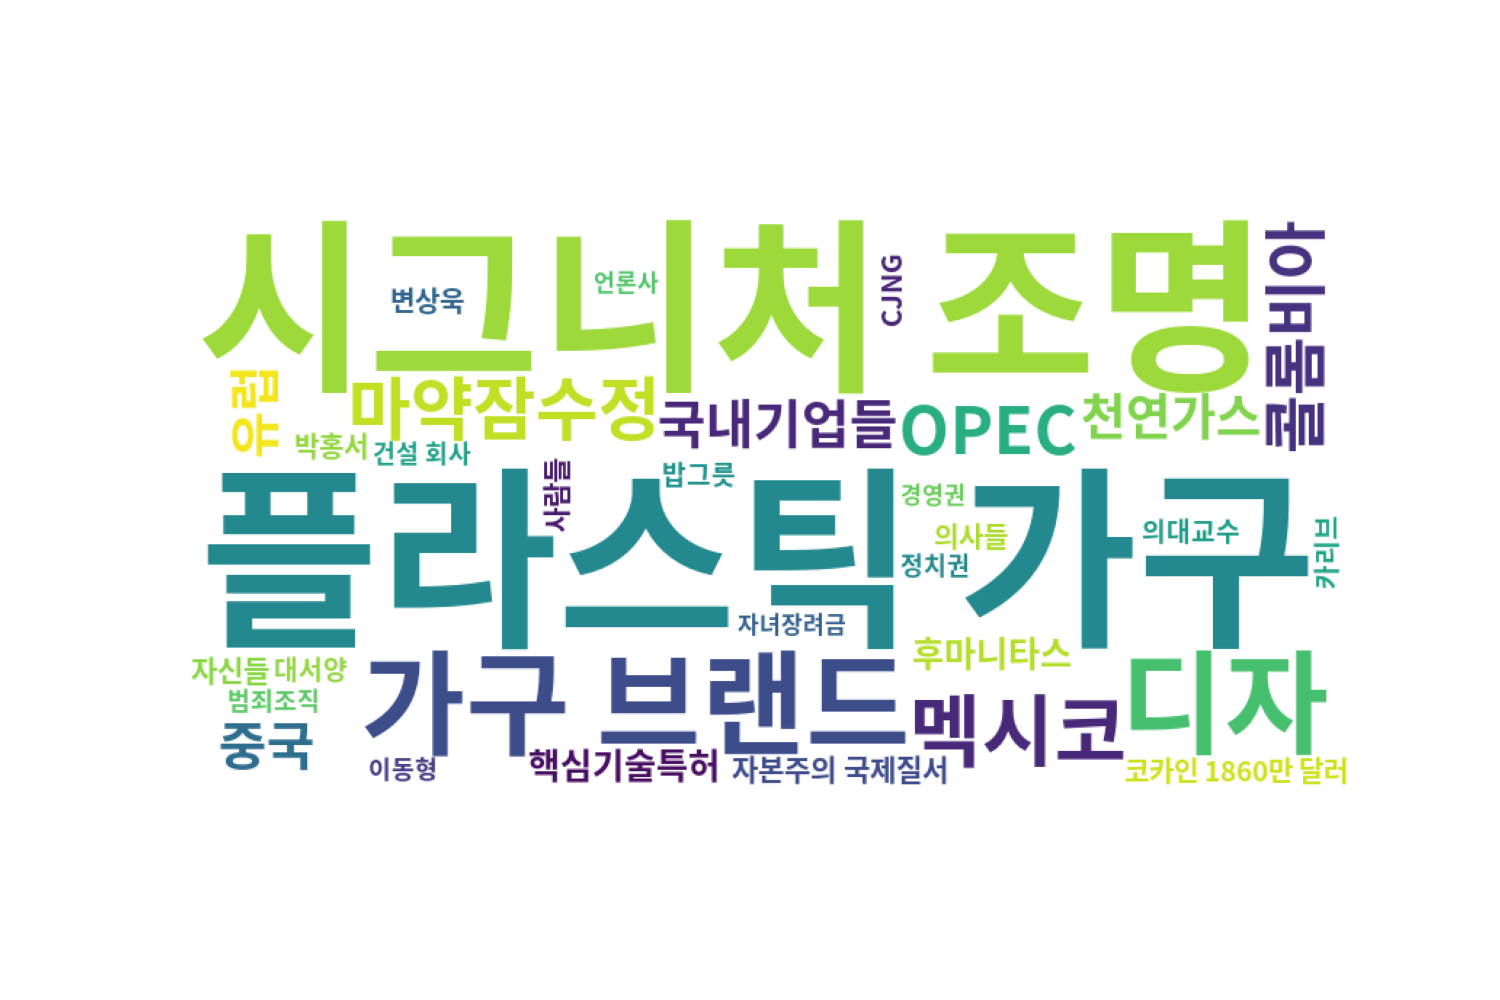 시그니처 조명
변상욱
언론사
CJNG
콜롬비아
유럽
마약잠수정
국내기업들
OPEC
천연가스
박홍서
건설 회사
사람들
밥그릇
플라스틱 가구
경영권
의사들
정치권
의대교수
카리브
자녀장려금
자신들
대서양
범죄조직
중국
가구 브랜드
후마니타스
멕시코
디자
이동형
핵심기술특허
자본주의 국제질서
코카인 1860만 달러